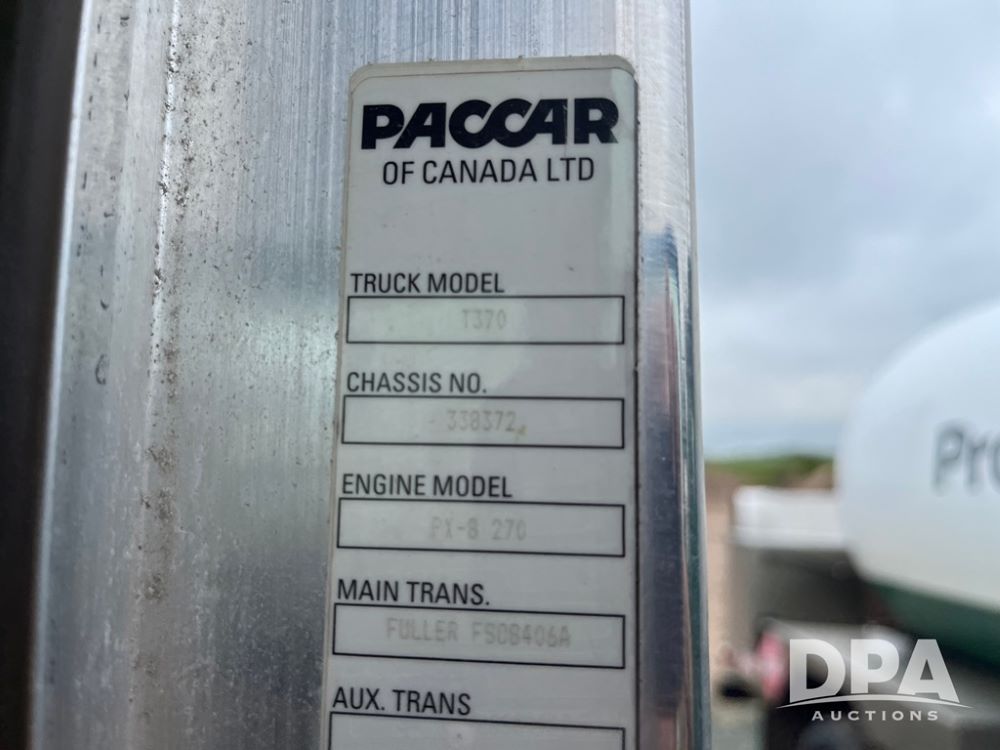 PACCAR
OF CANADA LTD
TRUCK MODEL
T370
CHASSIS NO.
338372
ENGINE MODEL
PX-8 270
MAIN TRANS.
FULLER FSO8406A
AUX. TRANS
Pro
DPA
AUCTIONS